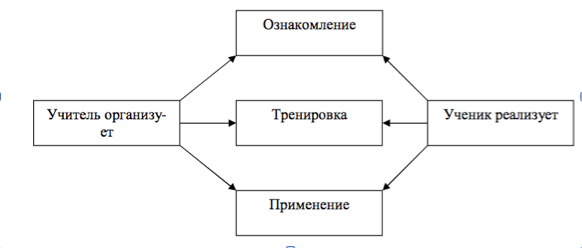 Ознакомление
Учитель организу-
ет
Тренировка
Ученик реализует
Применение